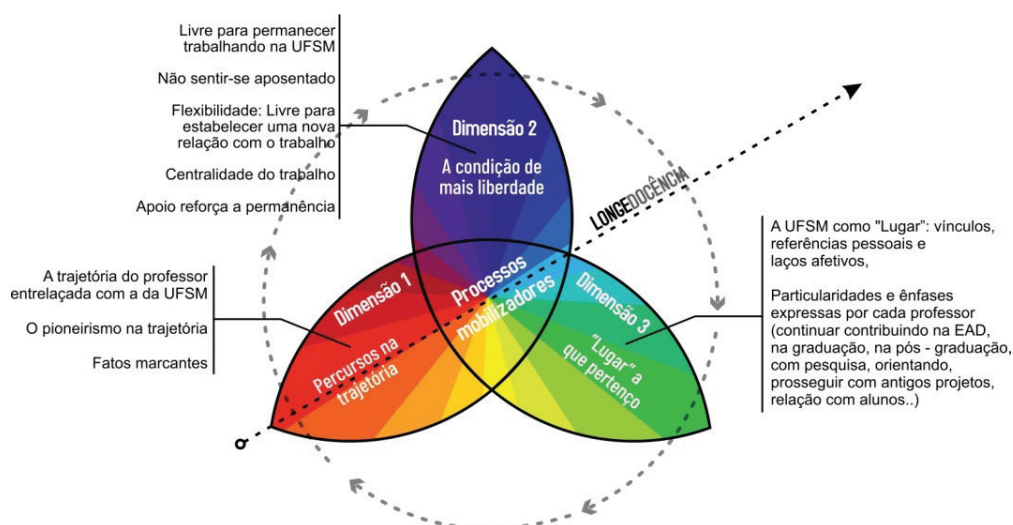 Livre para permanecer
trabalhando na UFSM
Não sentir-se aposentado
Flexibilidade: Livre para
estabelecer uma nova
relação com o trabalho
Centralidade do trabalho
Apoio reforça a permanência
Dimensão 2
A condição de
mais liberdade
LONGEDOCÊNCIA
A trajetória do professor
entrelaçada com a da UFSM
O pioneirismo na trajetória
Fatos marcantes
Dimensão 1
Percursos na
trajetória
Processos
mobilizadores
Dimensão 3
"Lugar" a
que pertenço
A UFSM como "Lugar": vínculos,
referências pessoais e
laços afetivos,
Particularidades e ênfases
expressas por cada professor
(continuar contribuindo na EAD,
na graduação, na pós - graduação,
com pesquisa, orientando,
prosseguir com antigos projetos,
relação com alunos..)